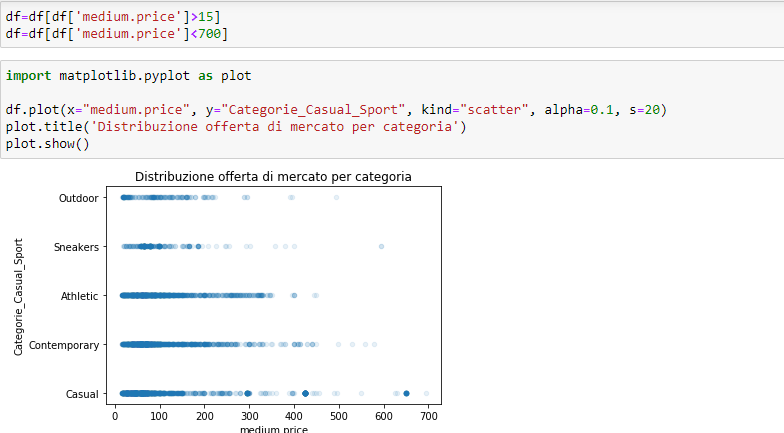 df=df[df['medium.price']>15]
df=df[df['medium.price']<700]
import matplotlib.pyplot as plot
df.plot(x="medium.price", y="Categorie_Casual_Sport", kind="scatter", alpha=0.1, s=20)
plot.title('Distribuzione offerta di mercato per categoria')
plot.show()
Distribuzione offerta di mercato per categoria
Categorie_Casual_Sport
Outdoor
Sneakers
Athletic
Contemporary
Casual
0 100 200 300 400 500 600 700
medium.price